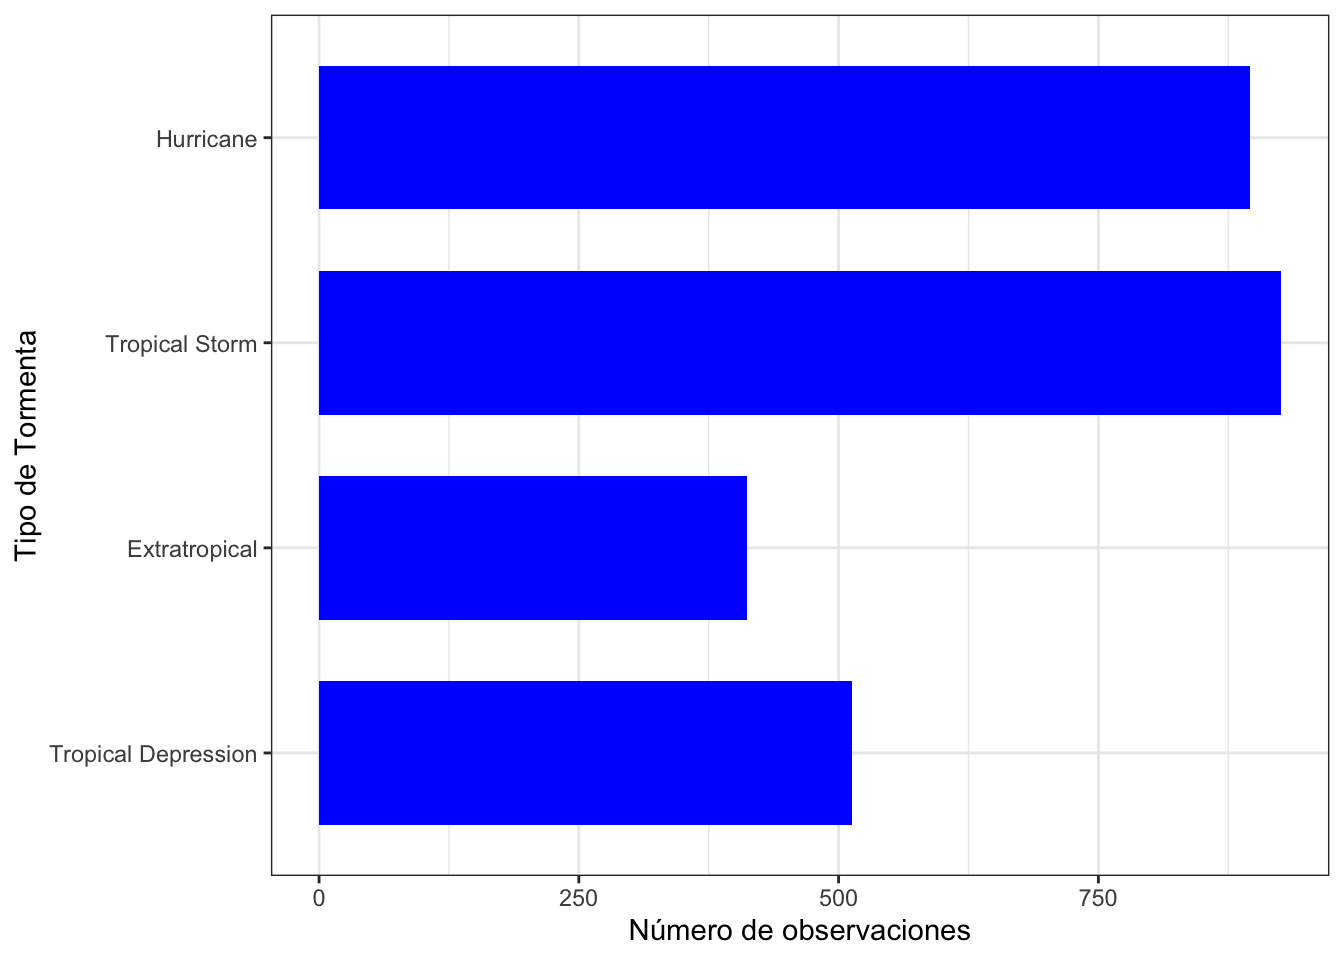 Hurricane
Tropical Storm
Extratropical
Tropical Depression
Tipo de Tormenta
0 250 500 750
Número de observaciones